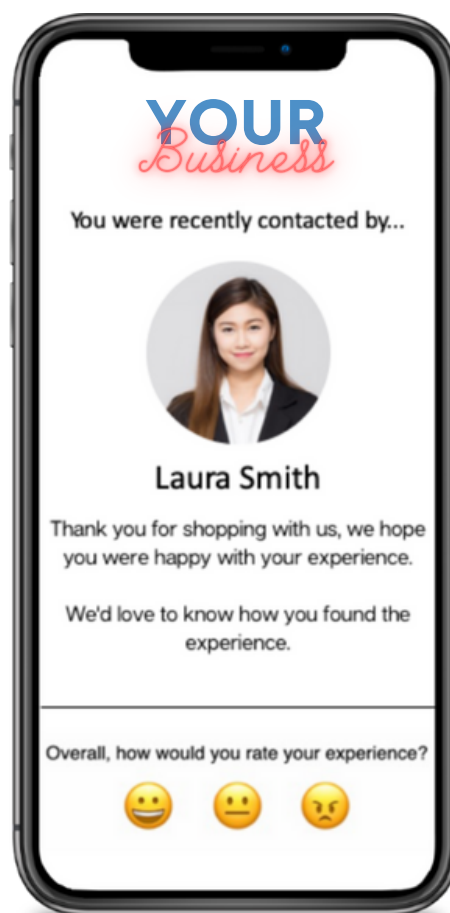 YOUR
Business
You were recently contacted by...
Laura Smith
Thank you for shopping with us, we hope
you were happy with your experience.
We'd love to know how you found the
experience.
Overall, how would you rate your experience?